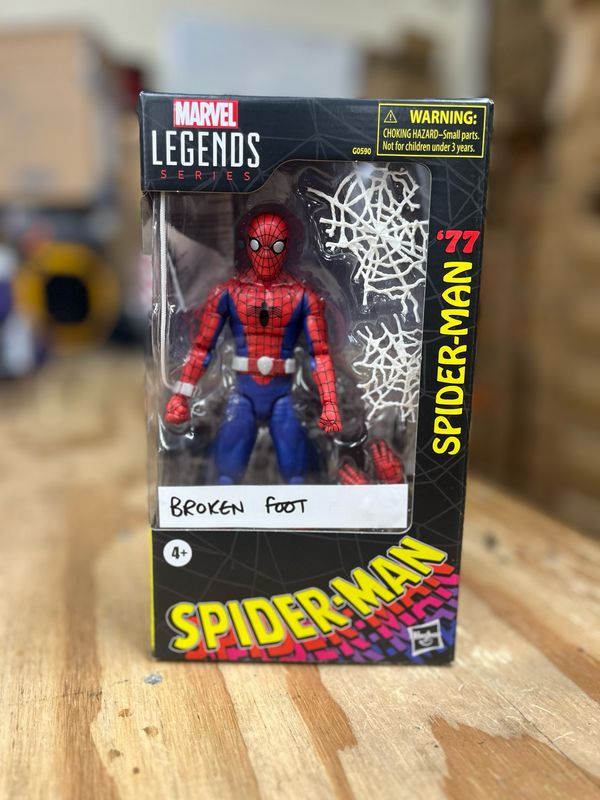 MARVEL
LEGENDS
SERIES
G0590
WARNING:
CHOKING HAZARD–Small parts.
Not for children under 3 years.
SPIDER-MAN '77
BROKEN FOOT
4+
SPIDER-MAN
Hasbro